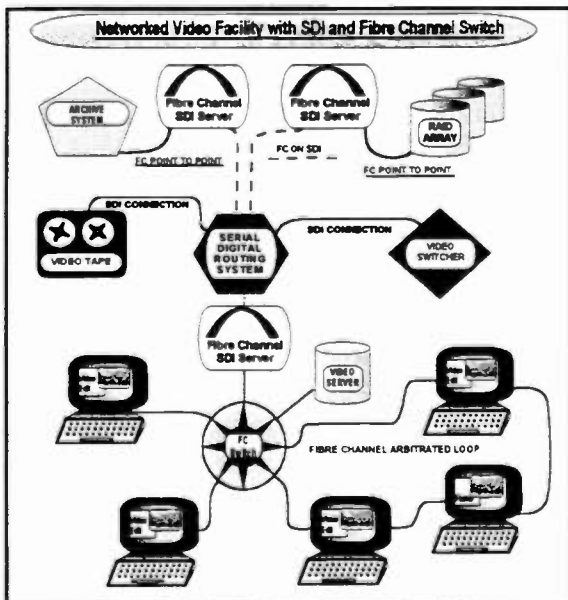 Networked Video Facility with SDI and Fibre Channel Switch
ARCHIVE
SYSTEM
Fibre Channel
SDI Server
Fibre Channel
SDI Server
RAID
ARRAY
FC POINT TO POINT
FC ON SDI
FC POINT TO POINT
SDI CONNECTION
VIDEO TAPE
SERIAL
DIGITAL
ROUTING
SYSTEM
SDI CONNECTION
VIDEO
SWITCHER
Fibre Channel
SDI Server
VIDEO
SERVER
FC
Switch
FIBRE CHANNEL ARBITRATED LOOP